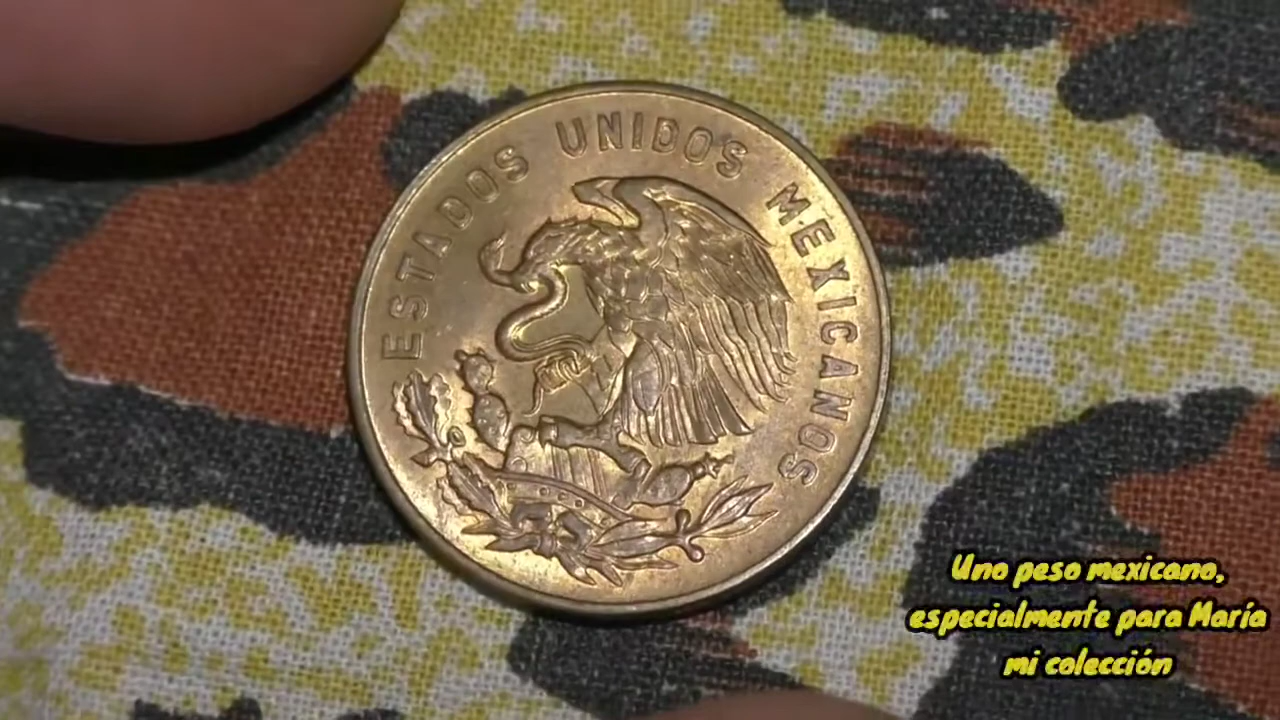 ESTADOS UNIDOS MEXICANOS
Uno peso mexicano,
especialmente para María
mi colección